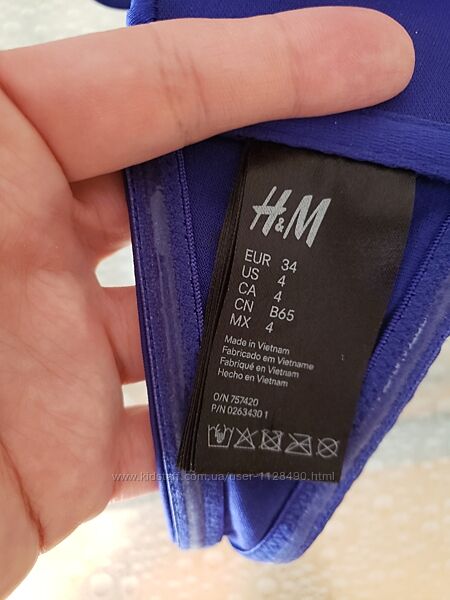 H&M
EUR 34
US 4
CA 4
CN B65
MX 4
Made in Vietnam
Fabricado em Vietname
Fabriqué en Vietnam
Hecho en Vietnam
O/N 757420
P/N 0263430 1
www.kidstaff.com.ua/user-1128490.html